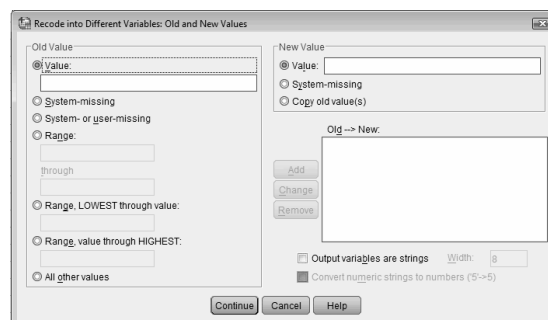 Recode into Different Variables: Old and New Values
Old Value
Value:
System-missing
System- or user-missing
Range:
through
Range, LOWEST through value:
Range, value through HIGHEST:
All other values
New Value
Value:
System-missing
Copy old value(s)
Old --> New:
Add
Change
Remove
Output variables are strings
Width:
8
Convert numeric strings to numbers ('5'->5)
Continue
Cancel
Help